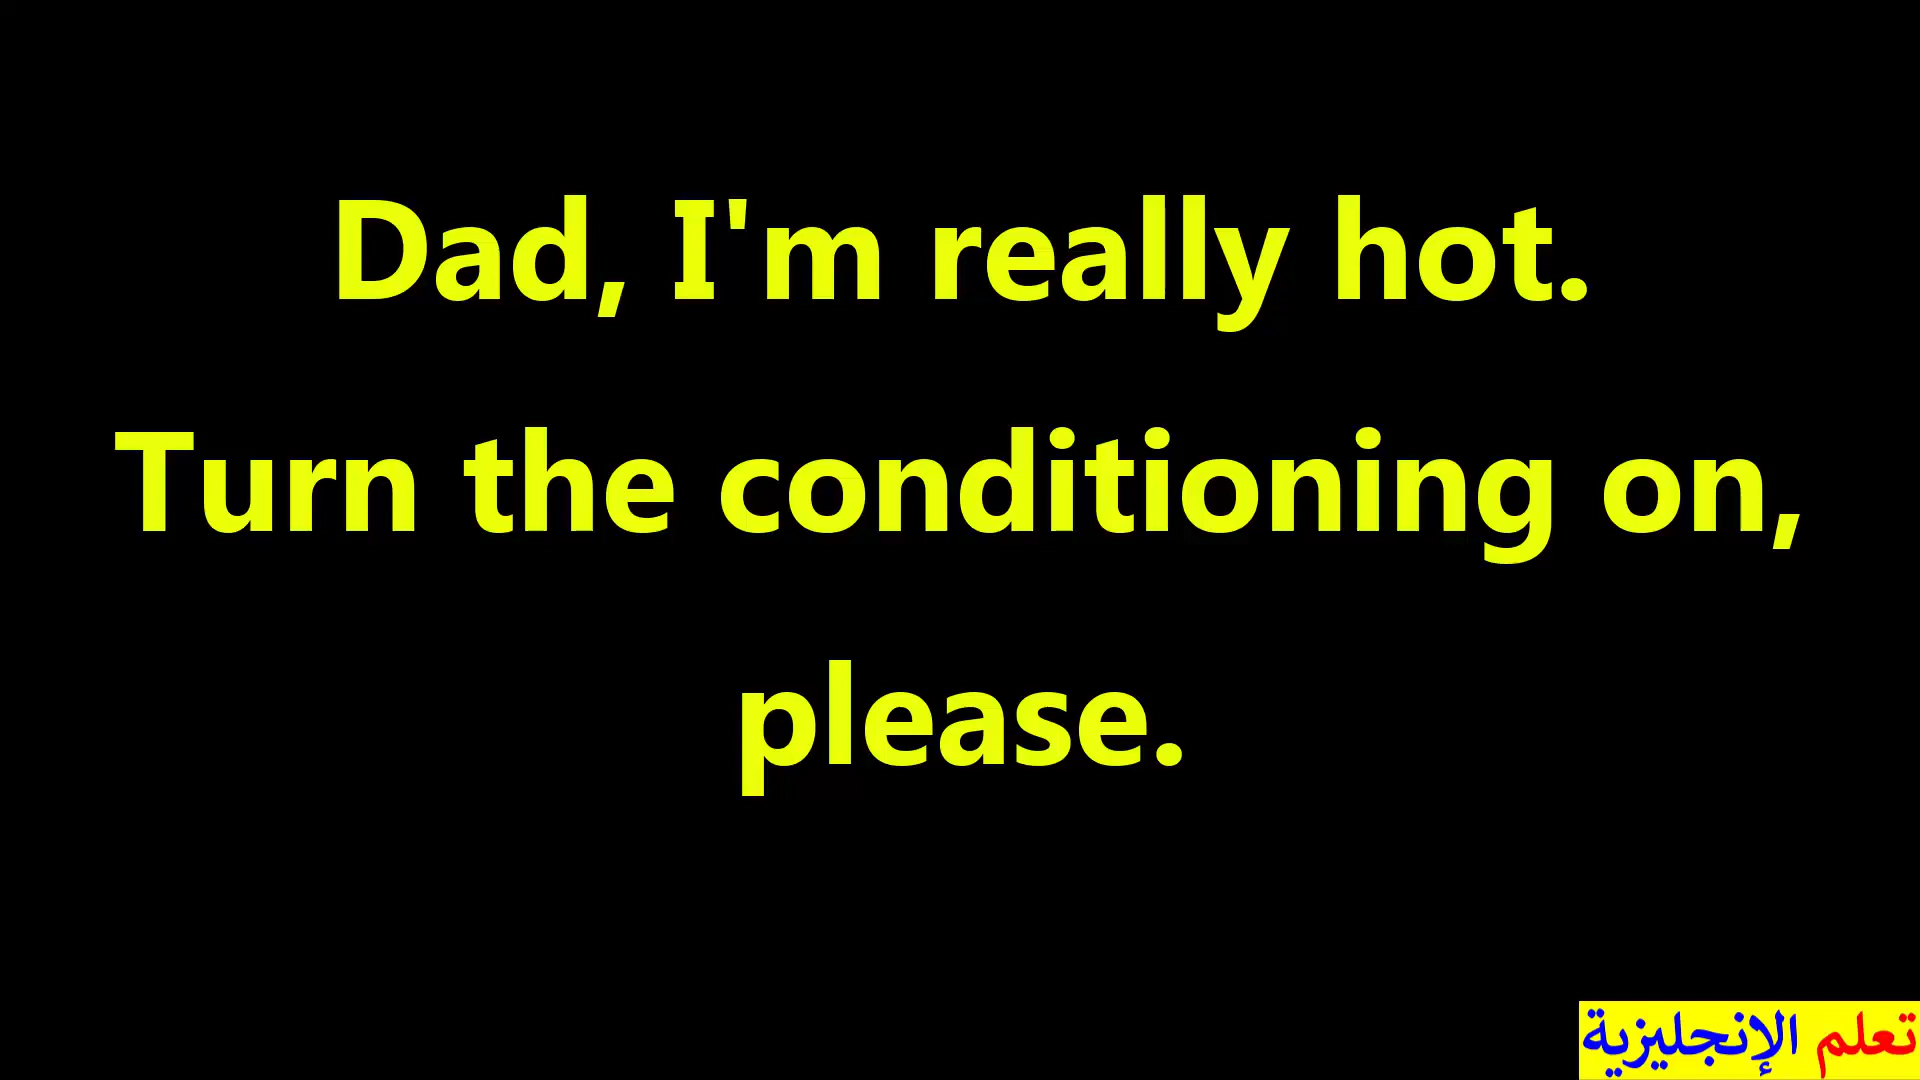 Dad, I'm really hot.
Turn the conditioning on,
please.
تعلم الإنجليزية